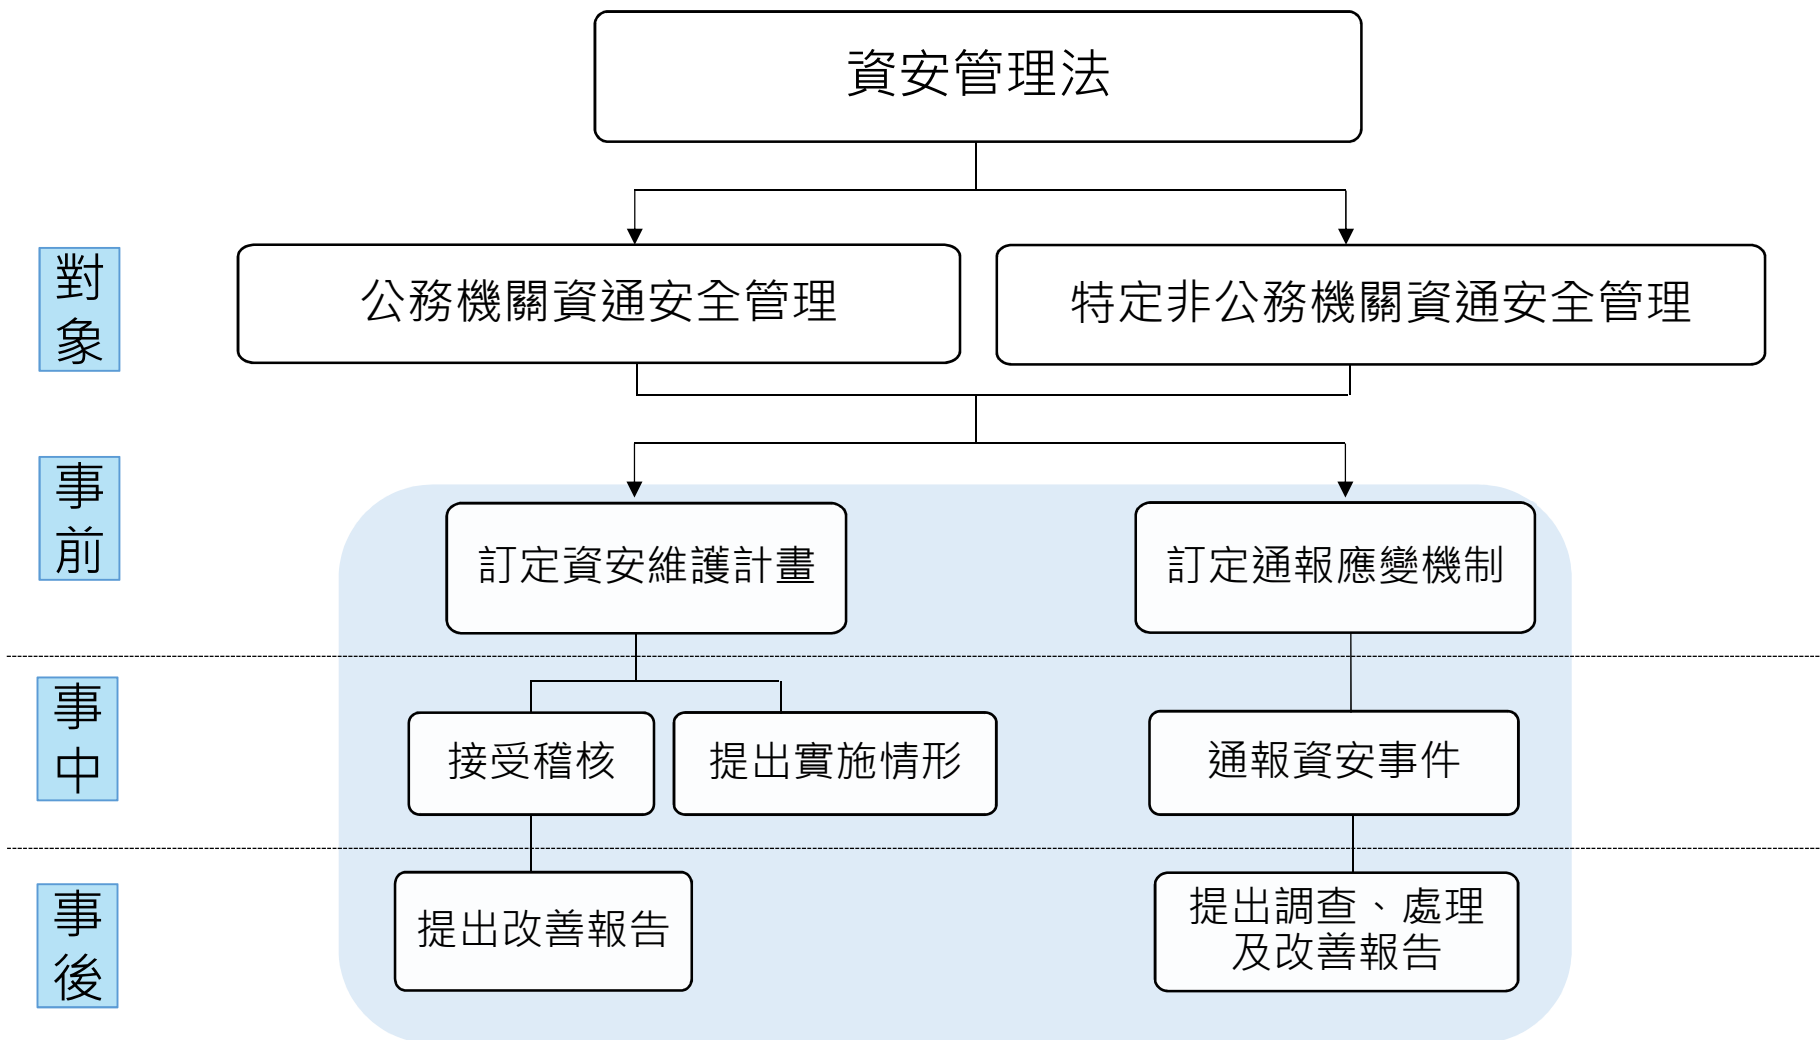 資安管理法
對
象
公務機關資通安全管理
特定非公務機關資通安全管理
事
前
訂定資安維護計畫
訂定通報應變機制
事
中
接受稽核
提出實施情形
通報資安事件
事
後
提出改善報告
提出調查、處理
及改善報告